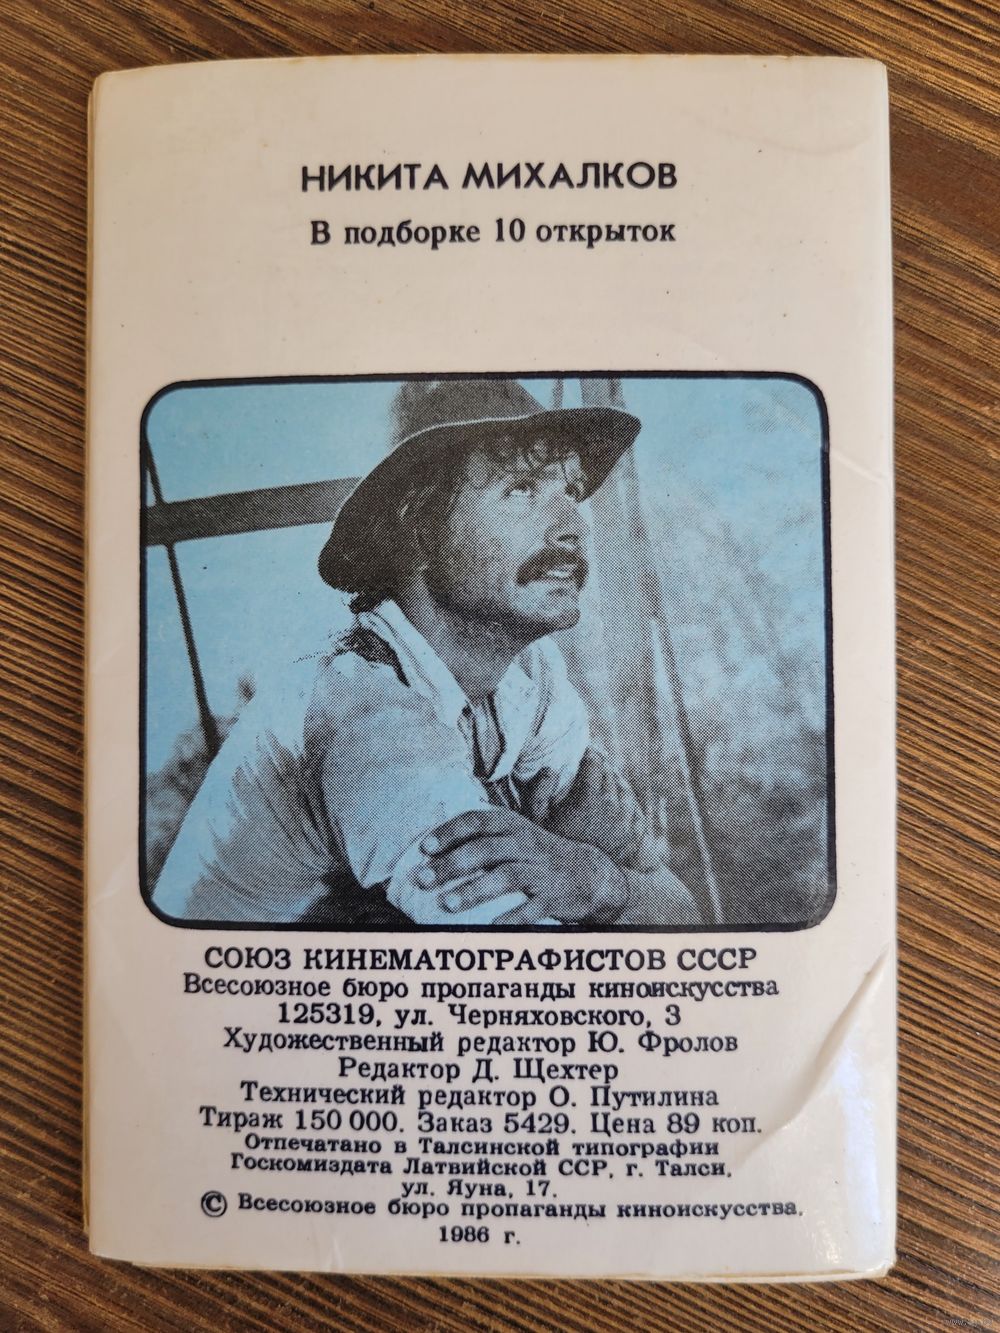 НИКИТА МИХАЛКОВ
В подборке 10 открыток
СОЮЗ КИНЕМАТОГРАФИСТОВ СССР
Всесоюзное бюро пропаганды киноискусства
125319, ул. Черняховского, 3
Художественный редактор Ю. Фролов
Редактор Д. Щехтер
Технический редактор О. Путилина
Тираж 150 000. Заказ 5429. Цена 89 коп.
Отпечатано в Талсинской типографии
Госкомиздата Латвийской ССР, г. Талси,
ул. Яуна, 17.
© Всесоюзное бюро пропаганды киноискусства.
1986 г.